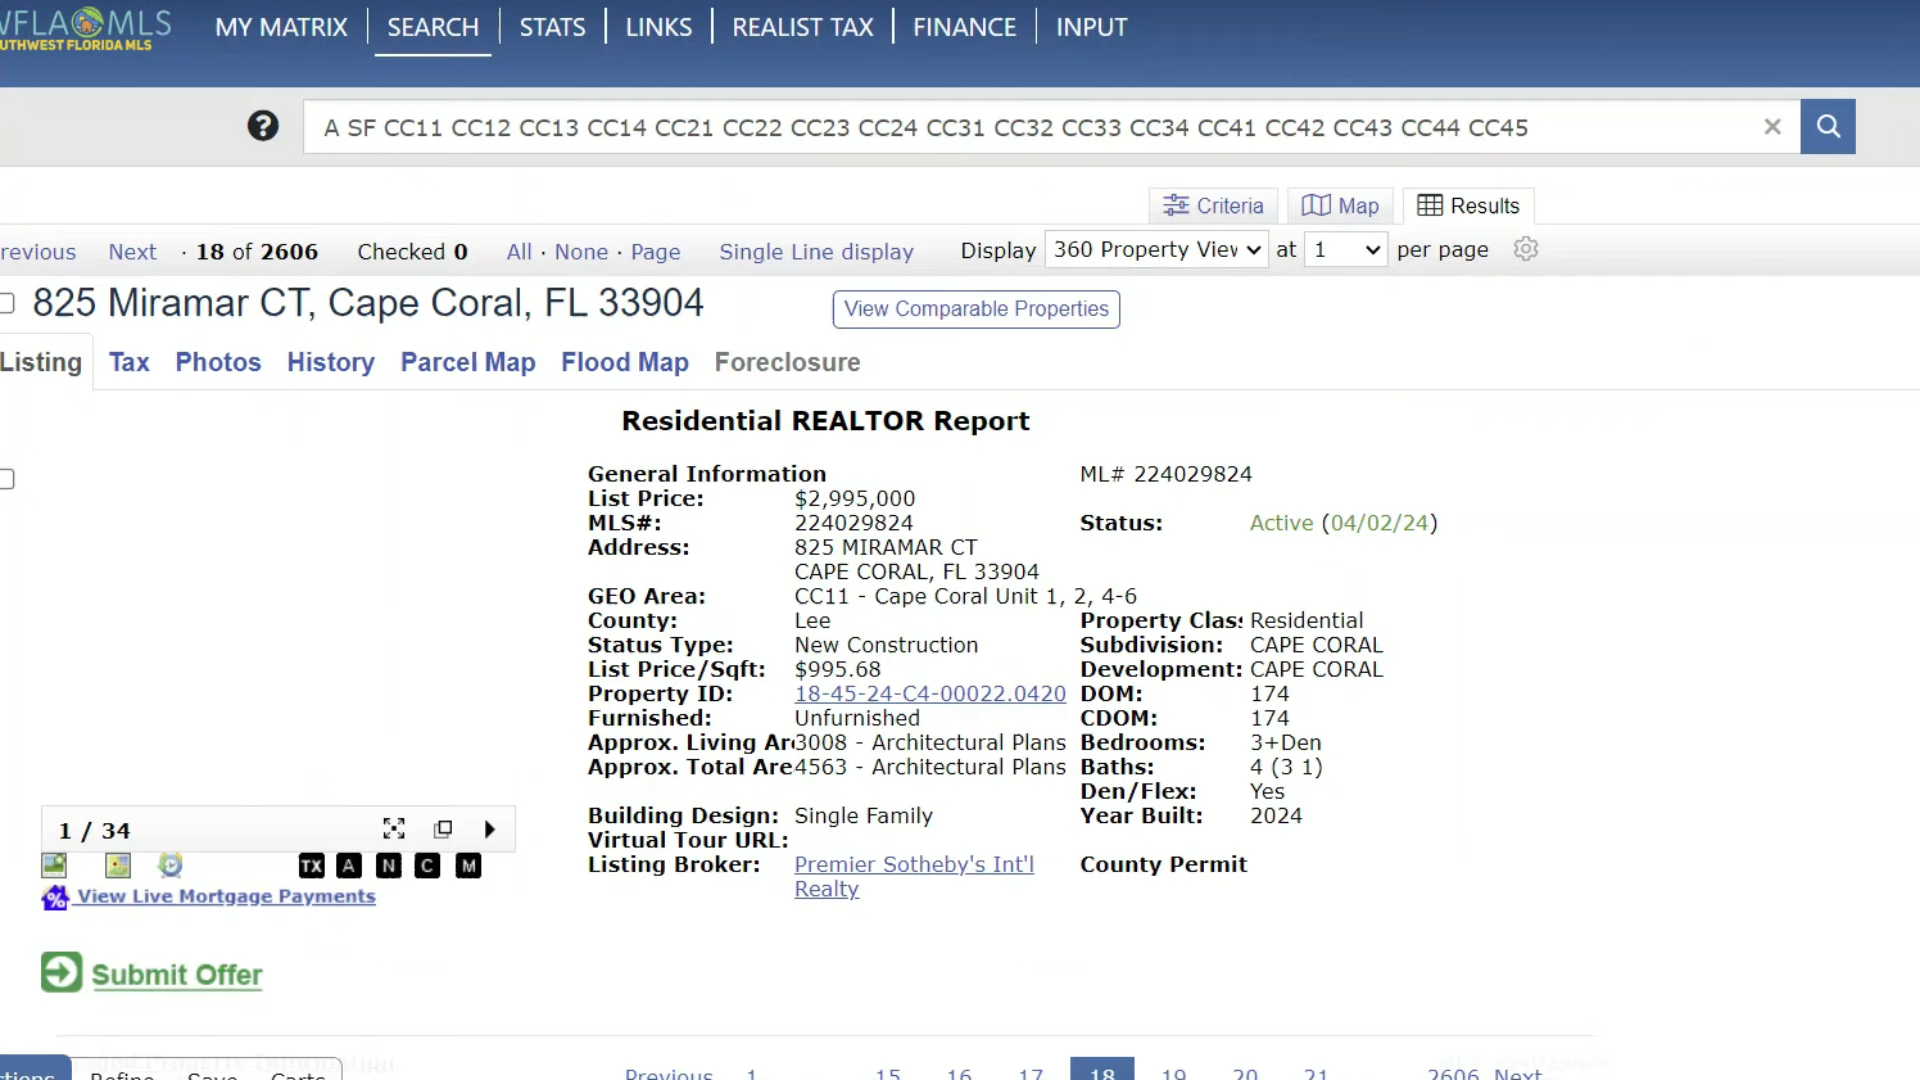 WFLA MLS
OUTHWEST FLORIDA MLS
MY MATRIX SEARCH STATS LINKS REALIST TAX FINANCE INPUT
? A SF CC11 CC12 CC13 CC14 CC21 CC22 CC23 CC24 CC31 CC32 CC33 CC34 CC41 CC42 CC43 CC44 CC45
Criteria Map Results
revious Next · 18 of 2606 Checked 0 All · None · Page Single Line display Display 360 Property View at 1 per page
825 Miramar CT, Cape Coral, FL 33904
View Comparable Properties
Listing Tax Photos History Parcel Map Flood Map Foreclosure
Residential REALTOR Report
General Information ML# 224029824
List Price: $2,995,000
MLS#: 224029824 Status: Active (04/02/24)
Address: 825 MIRAMAR CT
CAPE CORAL, FL 33904
GEO Area: CC11 - Cape Coral Unit 1, 2, 4-6
County: Lee Property Class Residential
Status Type: New Construction Subdivision: CAPE CORAL
List Price/Sqft: $995.68 Development: CAPE CORAL
Property ID: 18-45-24-C4-00022.0420 DOM: 174
Furnished: Unfurnished CDOM: 174
Approx. Living Ar 3008 - Architectural Plans Bedrooms: 3+Den
Approx. Total Are 4563 - Architectural Plans Baths: 4 (3 1)
Den/Flex: Yes
Building Design: Single Family Year Built: 2024
Virtual Tour URL:
Listing Broker: Premier Sotheby's Int'l County Permit
Realty
1 / 34
TX A N C M
% View Live Mortgage Payments
Submit Offer
ctions Refine Save Carts
Previous 1 15 16 17 18 19 20 21 2606 Next